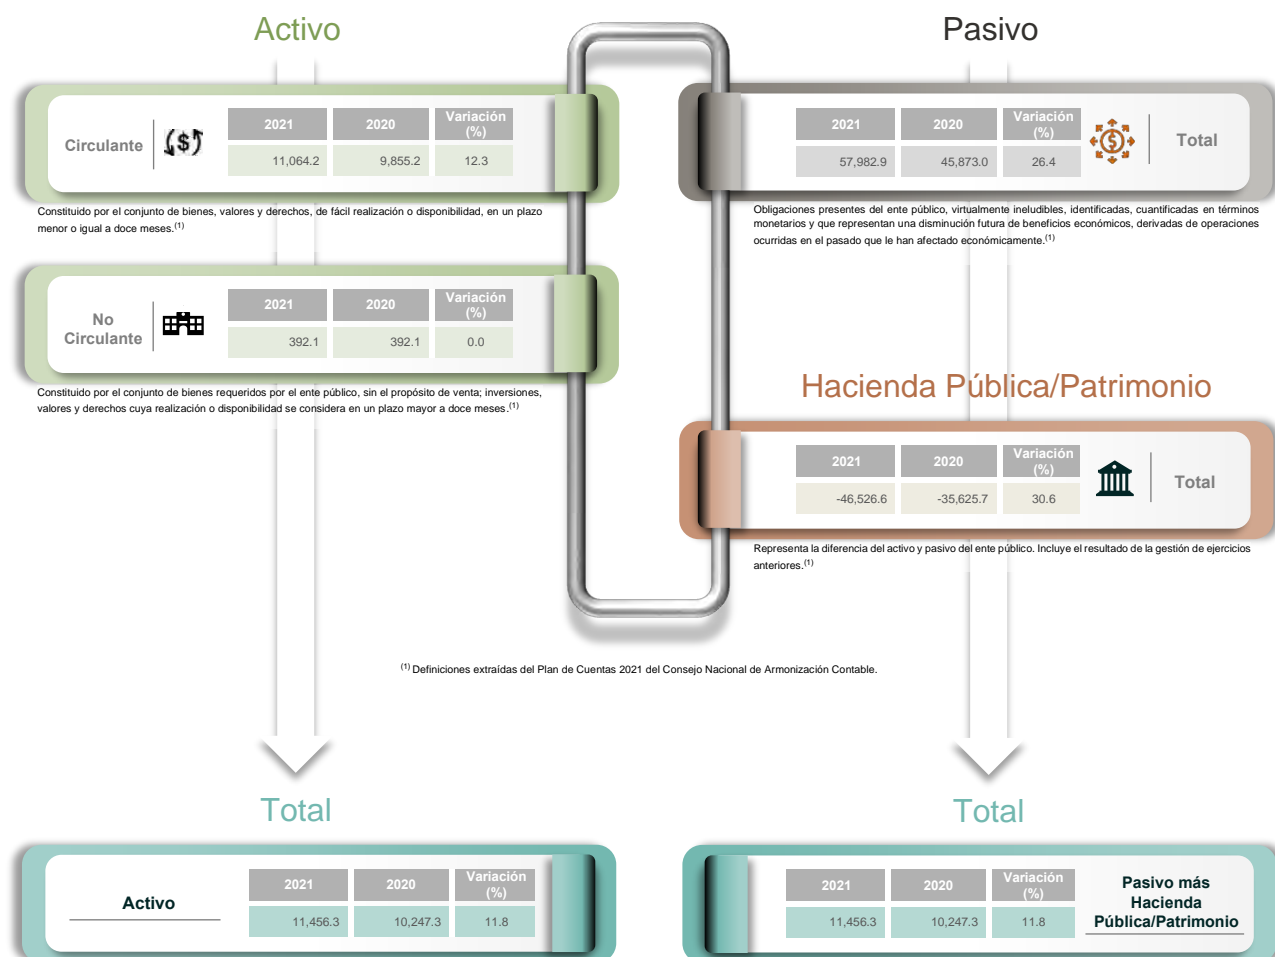 Activo
Circulante
2021 2020 Variación (%)
11,064.2 9,855.2 12.3
Constituido por el conjunto de bienes, valores y derechos, de fácil realización o disponibilidad, en un plazo
menor o igual a doce meses.(1)
No
Circulante
2021 2020 Variación (%)
392.1 392.1 0.0
Constituido por el conjunto de bienes requeridos por el ente público, sin el propósito de venta; inversiones,
valores y derechos cuya realización o disponibilidad se considera en un plazo mayor a doce meses.(1)
Pasivo
2021 2020 Variación (%)
57,982.9 45,873.0 26.4
$
Total
Obligaciones presentes del ente público, virtualmente ineludibles, identificadas, cuantificadas en términos
monetarios y que representan una disminución futura de beneficios económicos, derivadas de operaciones
ocurridas en el pasado que le han afectado económicamente.(1)
Hacienda Pública/Patrimonio
2021 2020 Variación (%)
-46,526.6 -35,625.7 30.6
Total
Representa la diferencia del activo y pasivo del ente público. Incluye el resultado de la gestión de ejercicios
anteriores.(1)
(1) Definiciones extraídas del Plan de Cuentas 2021 del Consejo Nacional de Armonización Contable.
Total
Activo
2021 2020 Variación (%)
11,456.3 10,247.3 11.8
Total
2021 2020 Variación (%)
11,456.3 10,247.3 11.8
Pasivo más
Hacienda
Pública/Patrimonio